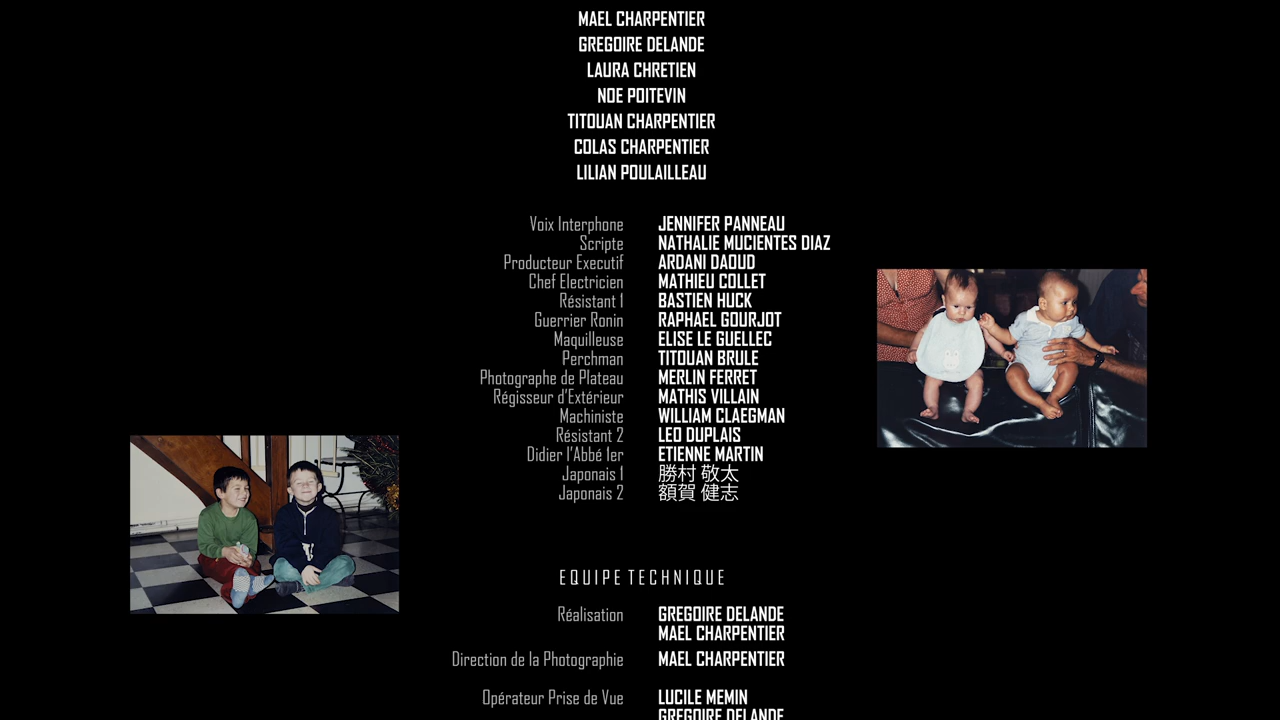 MAEL CHARPENTIER
GREGOIRE DELANDE
LAURA CHRETIEN
NOE POITEVIN
TITOUAN CHARPENTIER
COLAS CHARPENTIER
LILIAN POULAILLEAU
Voix Interphone JENNIFER PANNEAU
Scripte NATHALIE MUCIENTES DIAZ
Producteur Executif ARDANI DAOUD
Chef Electricien MATHIEU COLLET
Résistant 1 BASTIEN HUCK
Guerrier Ronin RAPHAEL GOURJOT
Maquilleuse ELISE LE GUELLEC
Perchman TITOUAN BRULE
Photographe de Plateau MERLIN FERRET
Régisseur d'Extérieur MATHIS VILLAIN
Machiniste WILLIAM CLAEGMAN
Résistant 2 LEO DUPLAIS
Didier l'Abbé 1er ETIENNE MARTIN
Japonais 1 勝村 敬太
Japonais 2 額賀 健志
EQUIPE TECHNIQUE
Réalisation GREGOIRE DELANDE
MAEL CHARPENTIER
Direction de la Photographie MAEL CHARPENTIER
Opérateur Prise de Vue LUCILE MEMIN
GREGOIRE DELANDE